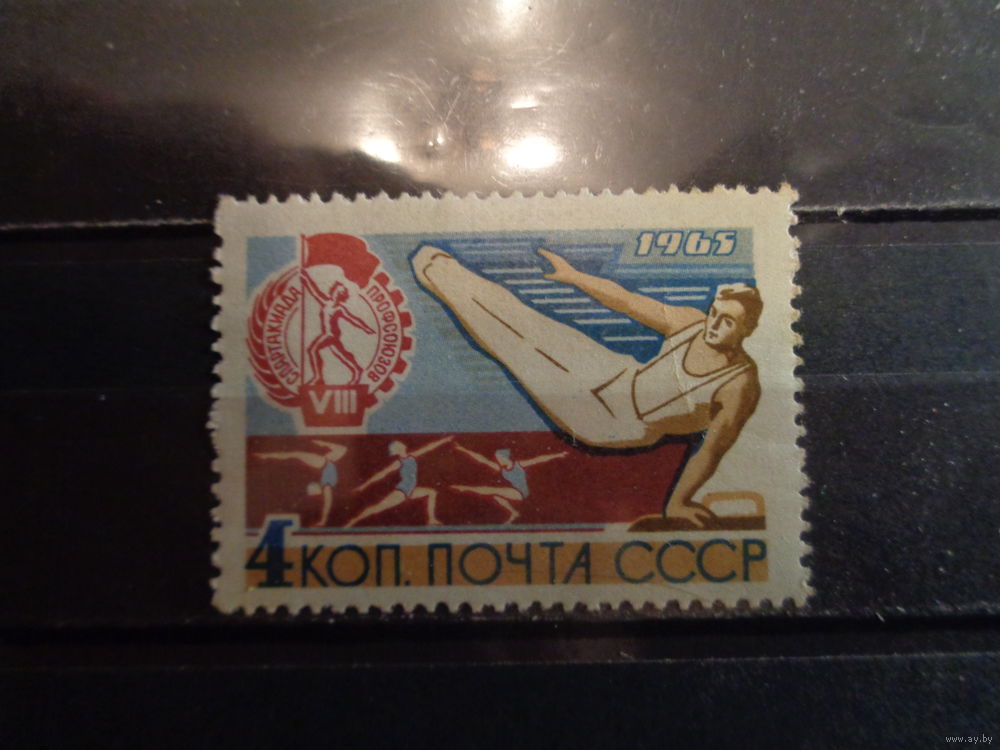 1965
СПАРТАКИАДА
ПРОФСОЮЗОВ
VIII
4 КОП. ПОЧТА СССР
www.ay.by